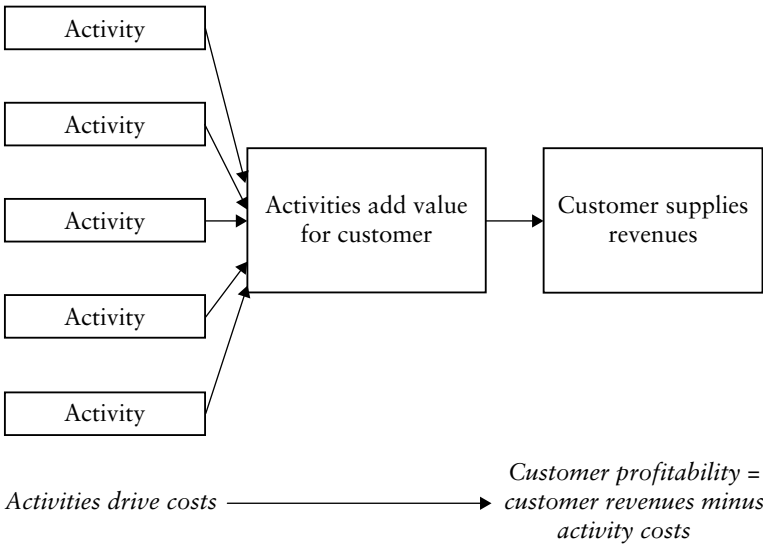 Activity
Activity
Activity
Activity
Activity
Activities add value
for customer
Customer supplies
revenues
Activities drive costs
Customer profitability =
customer revenues minus
activity costs